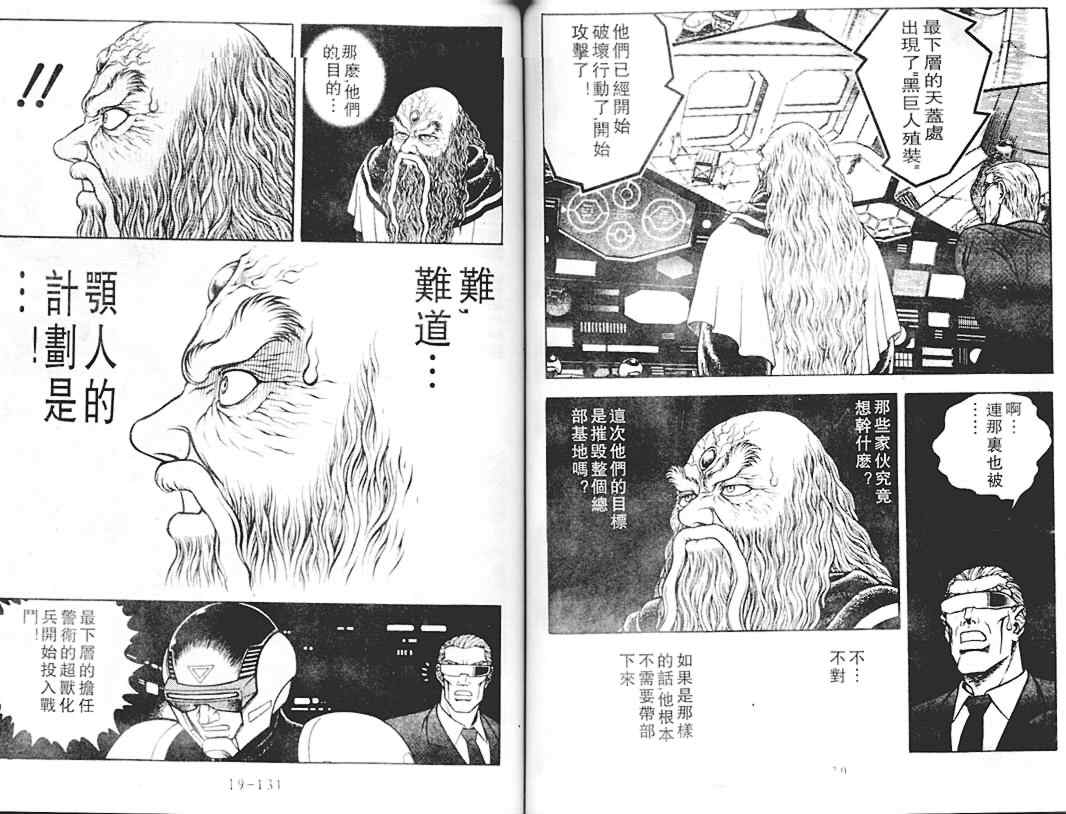 最下層的天蓋處
出現了〝黑巨人殖裝〞
他們已經開始
破壞行動了，開始
攻擊了！
啊…
連那裏也被
……
那些家伙究竟
想幹什麽？
這次他們的目標
是摧毀整個總
部基地嗎？
不…
不對
如果是那樣
的話，他根本
不需要帶部
下來
那麽，他們
的目的…
!!
難，
難道…
顎人的
計劃是
…！
最下層的擔任
警衛的超獸化
兵開始投入戰
鬥！
19-131